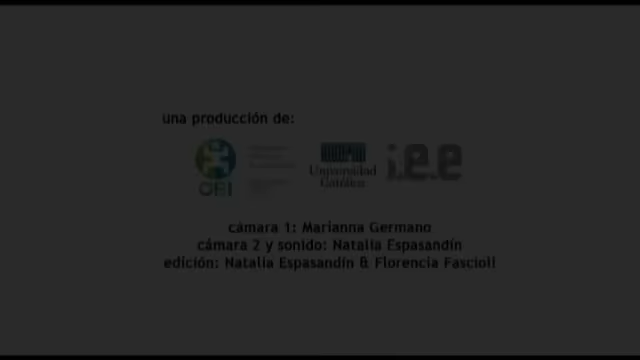 una producción de:
OEI
Universidad
Católica
i.e.e
cámara 1: Marianna Germano
cámara 2 y sonido: Natalia Espasandín
edición: Natalia Espasandín & Florencia Fascioli